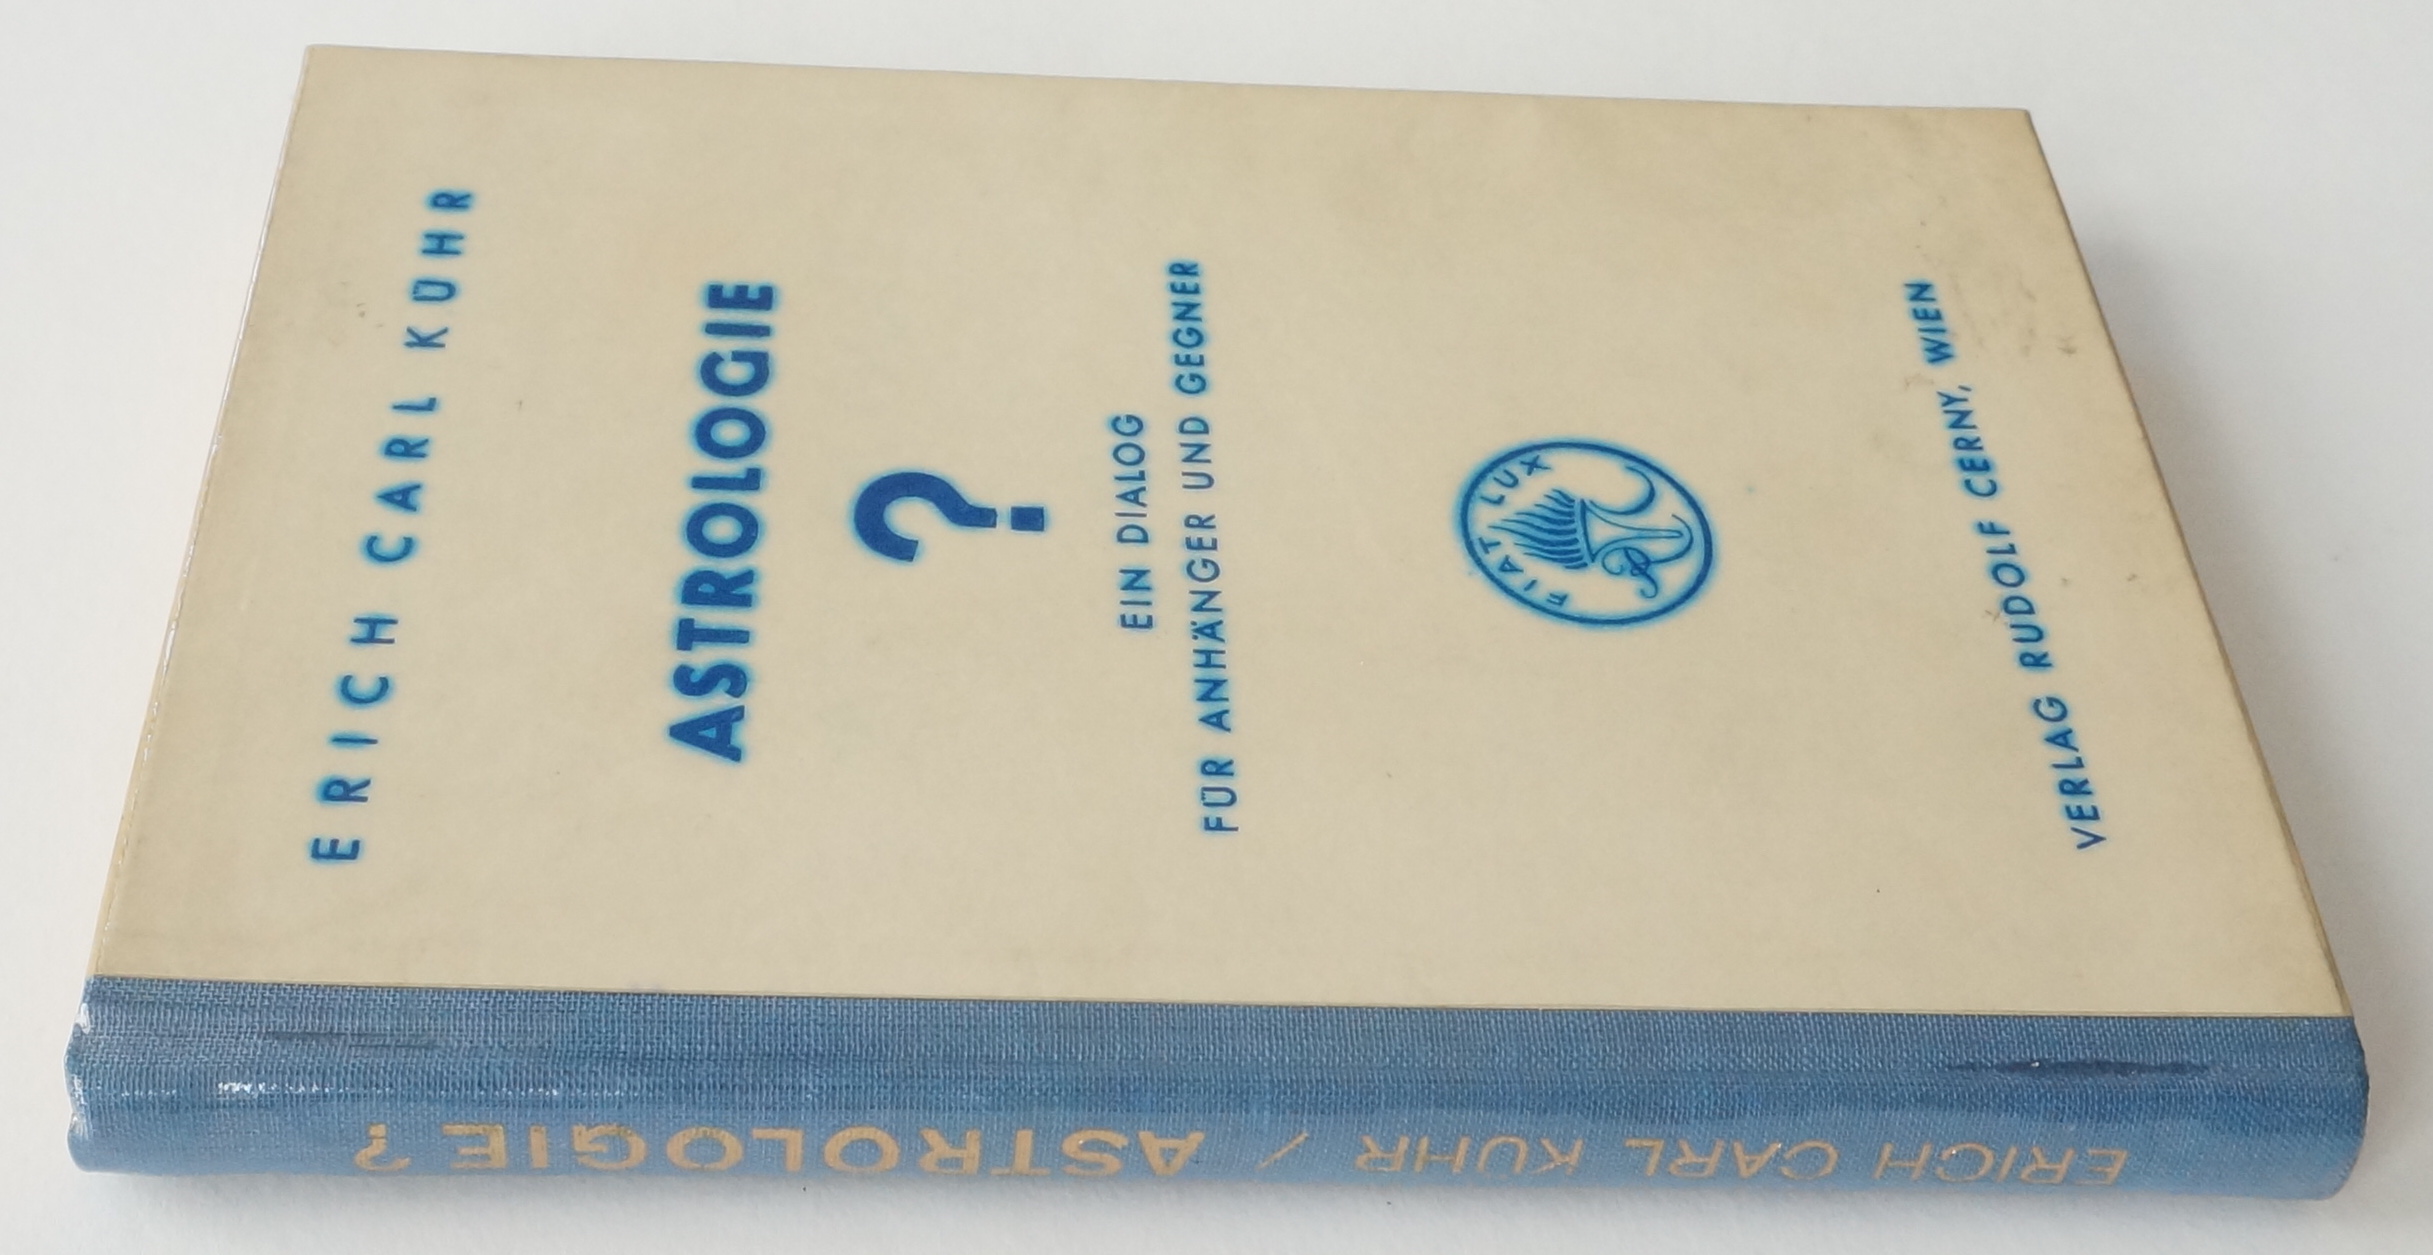 ERICH CARL KÜHR
ASTROLOGIE
?
EIN DIALOG
FÜR ANHÄNGER UND GEGNER
FIAT LUX
VERLAG RUDOLF CERNY, WIEN
ERICH CARL KÜHR / ASTROLOGIE ?